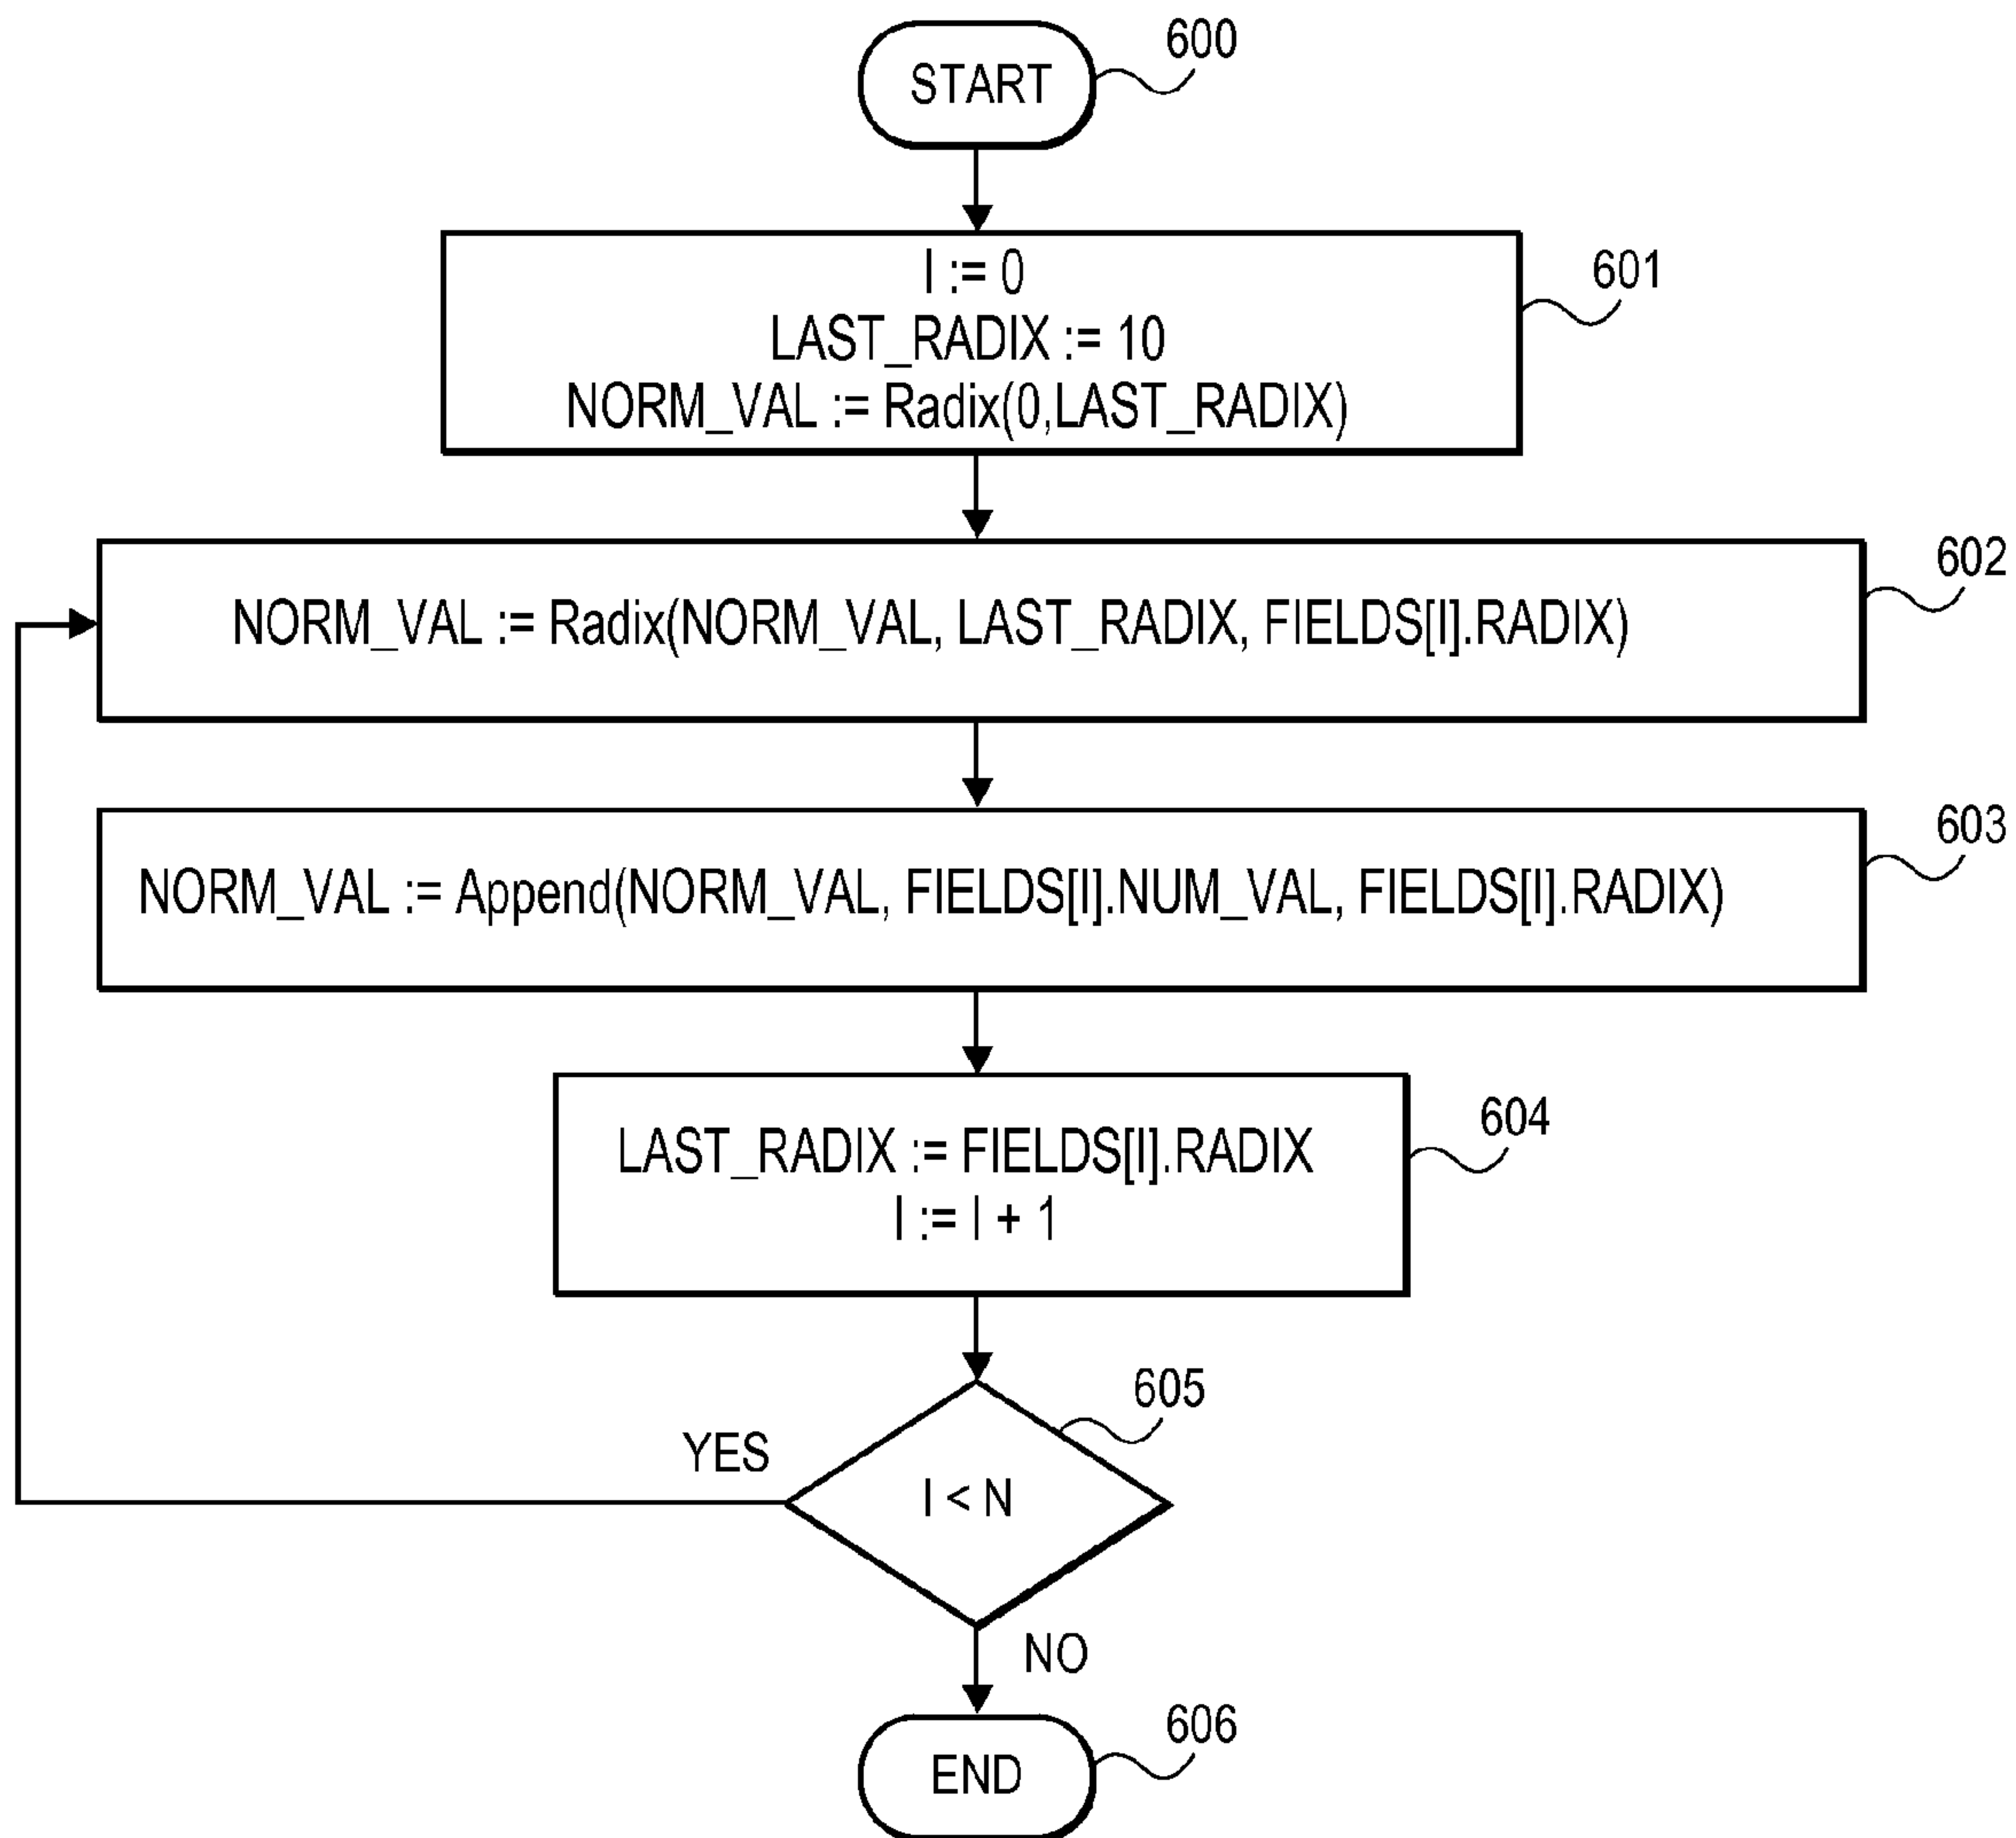 START
600
I := 0
LAST_RADIX := 10
NORM_VAL := Radix(0,LAST_RADIX)
601
NORM_VAL := Radix(NORM_VAL, LAST_RADIX, FIELDS[I].RADIX)
602
NORM_VAL := Append(NORM_VAL, FIELDS[I].NUM_VAL, FIELDS[I].RADIX)
603
LAST_RADIX := FIELDS[I].RADIX
I := I + 1
604
605
YES
I < N
NO
END
606